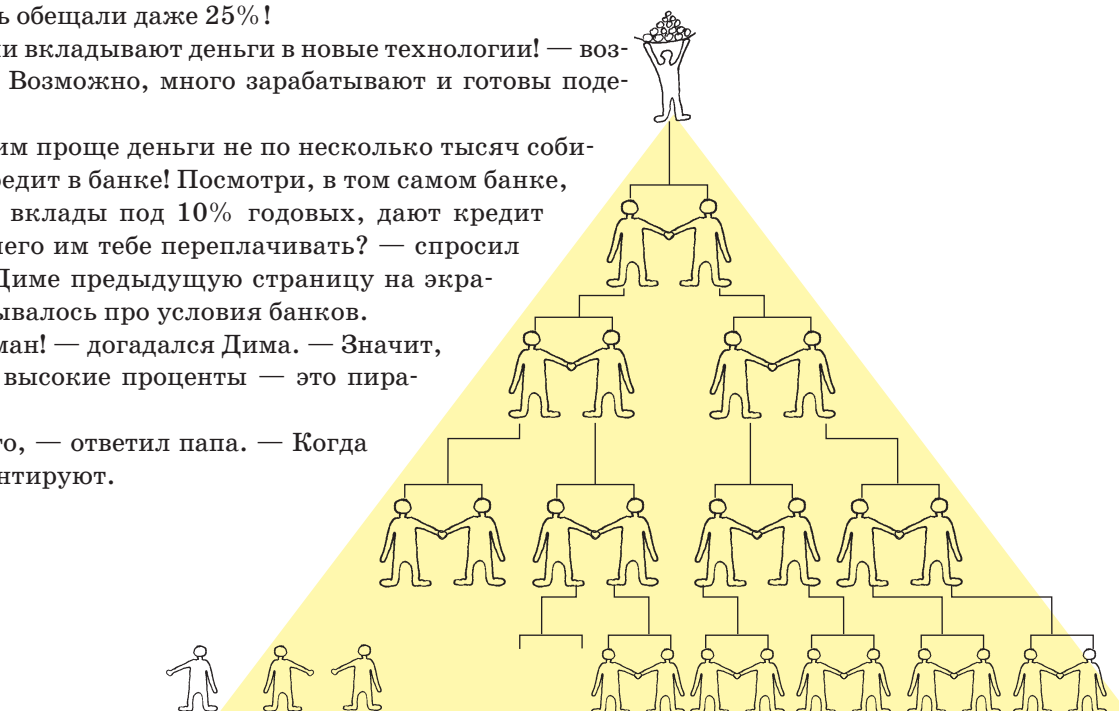 ь обещали даже 25%!
и вкладывают деньги в новые технологии! — воз-
Возможно, много зарабатывают и готовы поде-
им проще деньги не по несколько тысяч соби-
едит в банке! Посмотри, в том самом банке,
вклады под 10% годовых, дают кредит
чего им тебе переплачивать? — спросил
Диме предыдущую страницу на экра-
ывалось про условия банков.
ман! — догадался Дима. — Значит,
высокие проценты — это пира-
го, — ответил папа. — Когда
нтируют.